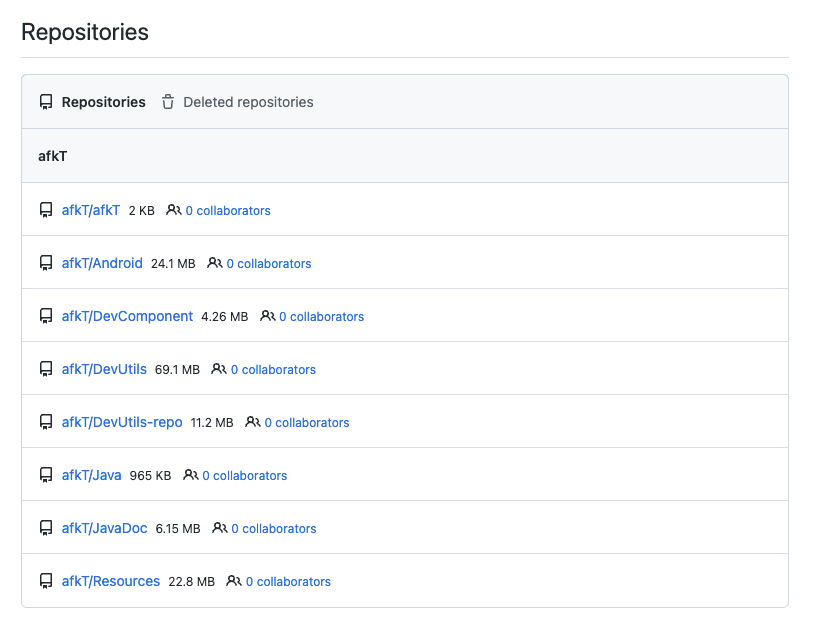 Repositories
Repositories Deleted repositories
afkT
afkT/afkT 2 KB 0 collaborators
afkT/Android 24.1 MB 0 collaborators
afkT/DevComponent 4.26 MB 0 collaborators
afkT/DevUtils 69.1 MB 0 collaborators
afkT/DevUtils-repo 11.2 MB 0 collaborators
afkT/Java 965 KB 0 collaborators
afkT/JavaDoc 6.15 MB 0 collaborators
afkT/Resources 22.8 MB 0 collaborators